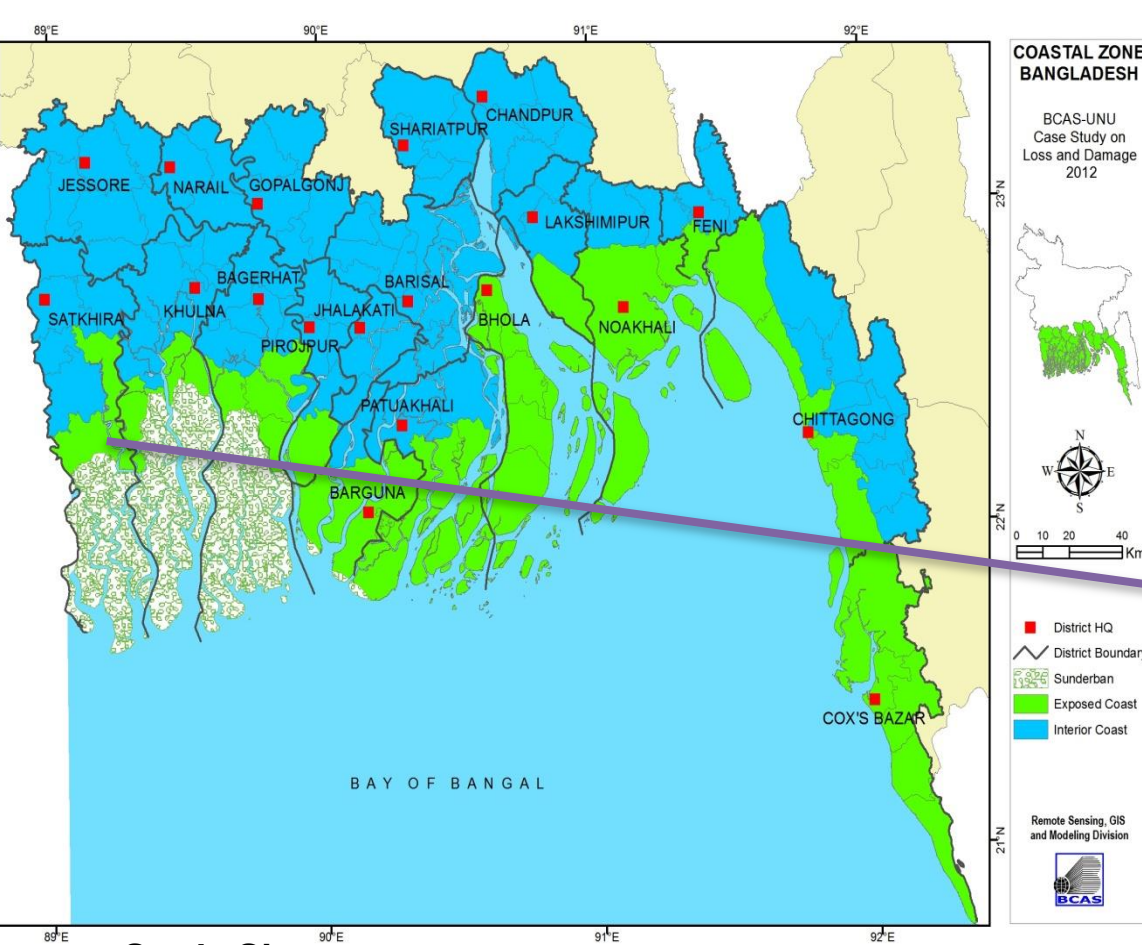 89°E 90°E 91°E 92°E
COASTAL ZONE
BANGLADESH
BCAS-UNU
Case Study on
Loss and Damage
2012
CHANDPUR
SHARIATPUR
JESSORE
NARAIL
GOPALGONJ
LAKSHIMIPUR
FENI
23°N
BAGERHAT
BARISAL
SATKHIRA
KHULNA
JHALAKATI
BHOLA
NOAKHALI
PIROJPUR
PATUAKHALI
CHITTAGONG
BARGUNA
N
W E
S
22°N
0 10 20 40
Km
District HQ
District Boundary
Sunderban
Exposed Coast
Interior Coast
COX'S BAZAR
BAY OF BANGAL
21°N
Remote Sensing, GIS
and Modeling Division
BCAS
89°E 90°E 91°E 92°E